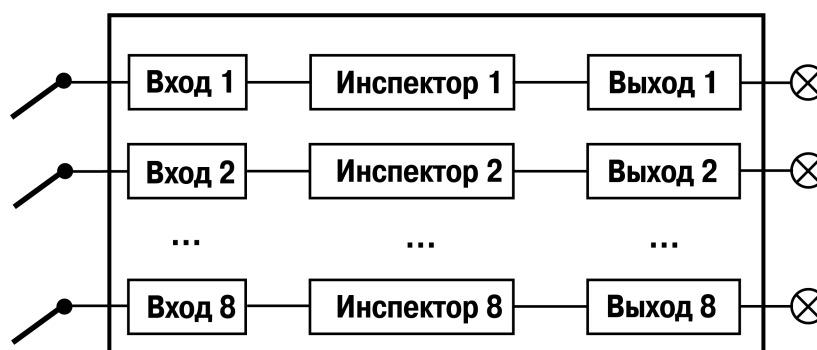 Вход 1 Инспектор 1 Выход 1
Вход 2 Инспектор 2 Выход 2
... ... ...
Вход 8 Инспектор 8 Выход 8